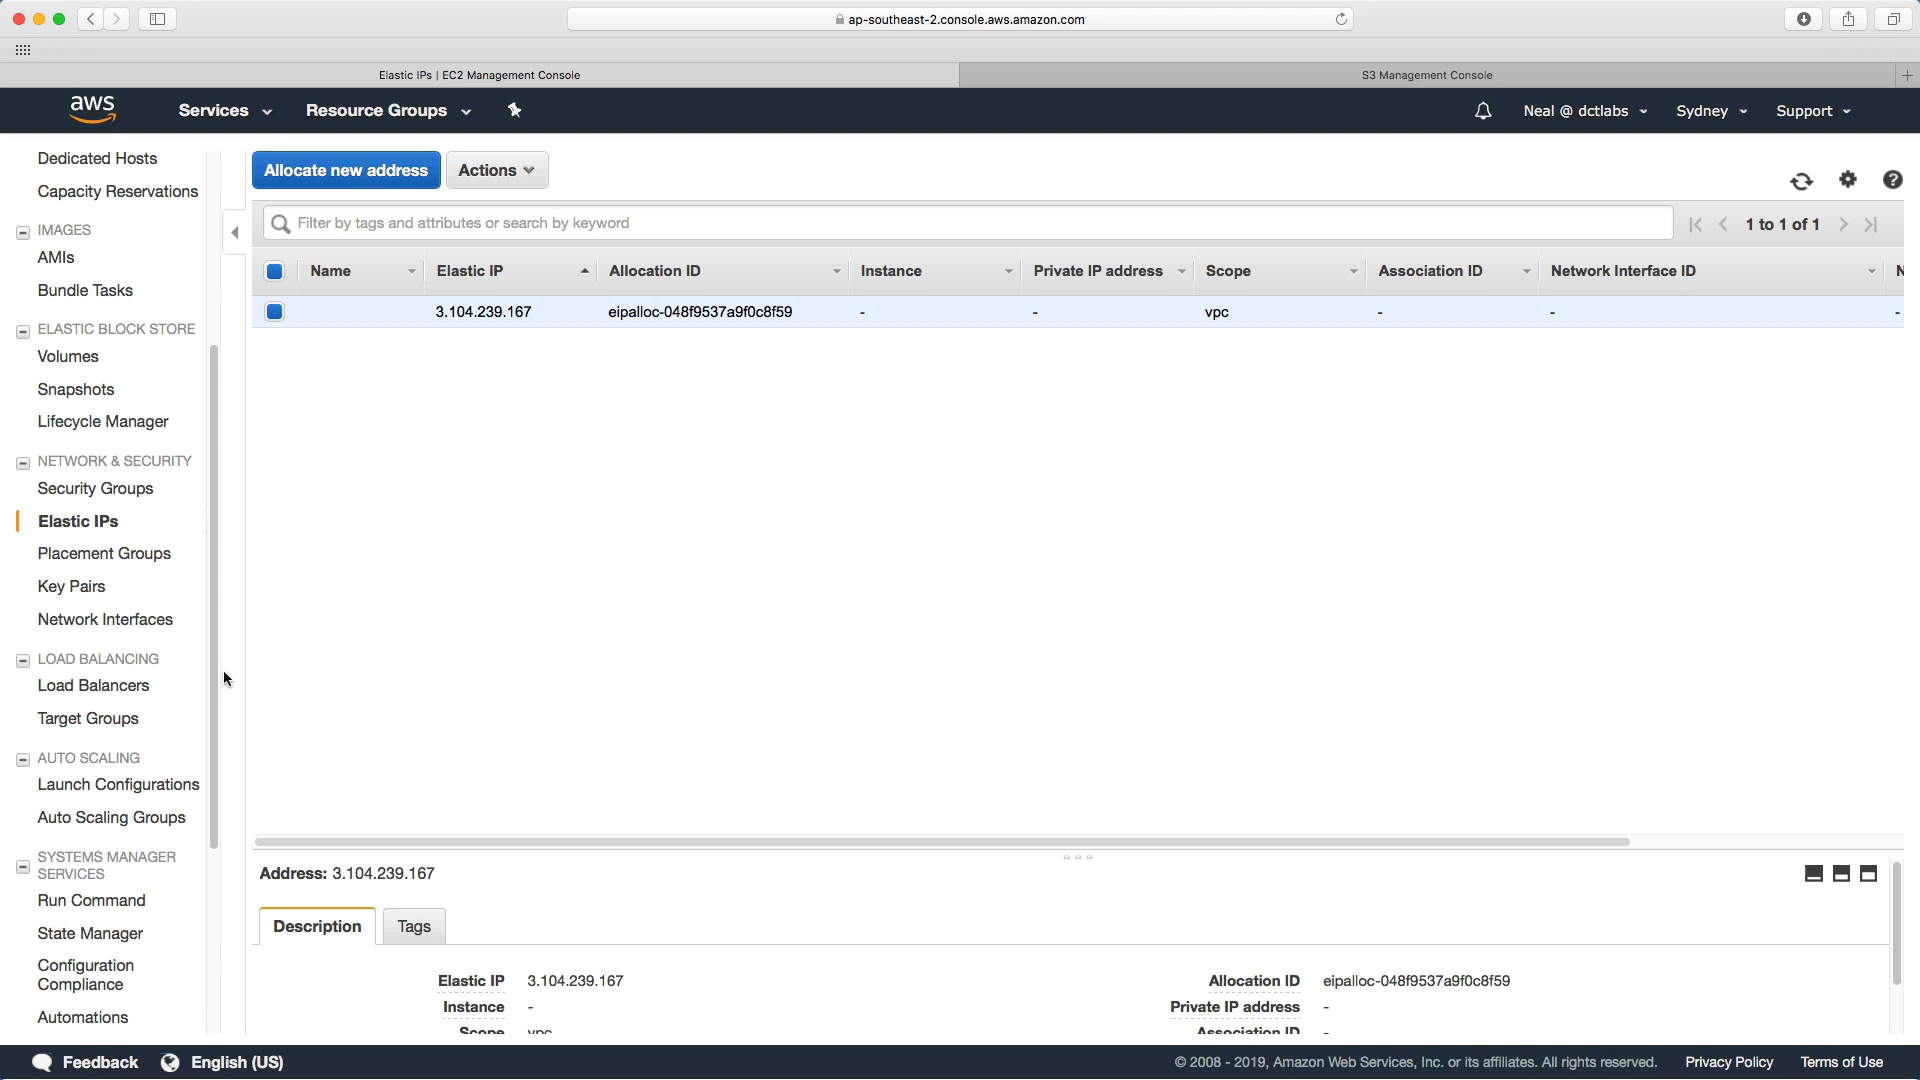 ap-southeast-2.console.aws.amazon.com
Elastic IPs | EC2 Management Console
S3 Management Console
aws
Services
Resource Groups
Neal @ dctlabs
Sydney
Support
Dedicated Hosts
Capacity Reservations
IMAGES
AMIs
Bundle Tasks
ELASTIC BLOCK STORE
Volumes
Snapshots
Lifecycle Manager
NETWORK & SECURITY
Security Groups
Elastic IPs
Placement Groups
Key Pairs
Network Interfaces
LOAD BALANCING
Load Balancers
Target Groups
AUTO SCALING
Launch Configurations
Auto Scaling Groups
SYSTEMS MANAGER
SERVICES
Run Command
State Manager
Configuration
Compliance
Automations
Allocate new address
Actions
Filter by tags and attributes or search by keyword
1 to 1 of 1
Name Elastic IP Allocation ID Instance Private IP address Scope Association ID Network Interface ID N
3.104.239.167 eipalloc-048f9537a9f0c8f59 - - vpc - - -
Address: 3.104.239.167
Description
Tags
Elastic IP 3.104.239.167
Allocation ID eipalloc-048f9537a9f0c8f59
Instance -
Private IP address -
Scope vpc
Association ID -
Feedback
English (US)
© 2008 - 2019, Amazon Web Services, Inc. or its affiliates. All rights reserved.
Privacy Policy
Terms of Use